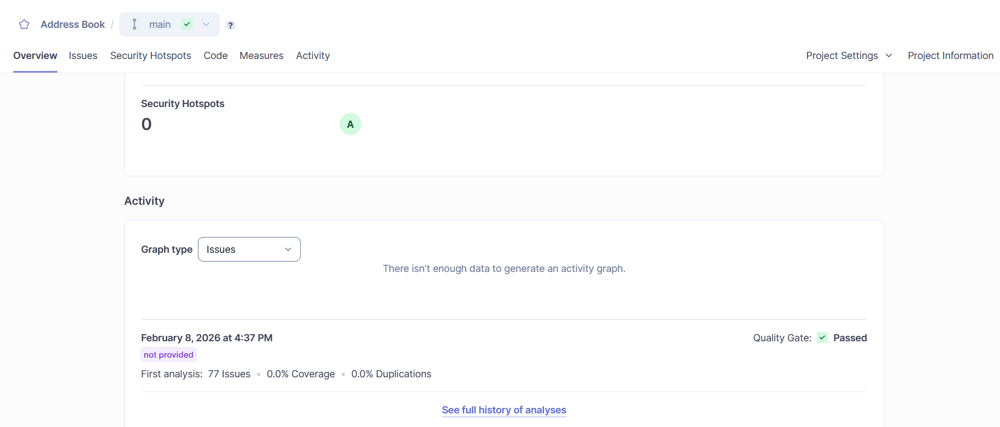 Address Book / main ?
Overview Issues Security Hotspots Code Measures Activity Project Settings Project Information
Security Hotspots
0 A
Activity
Graph type Issues
There isn't enough data to generate an activity graph.
February 8, 2026 at 4:37 PM Quality Gate: Passed
not provided
First analysis: 77 Issues • 0.0% Coverage • 0.0% Duplications
See full history of analyses